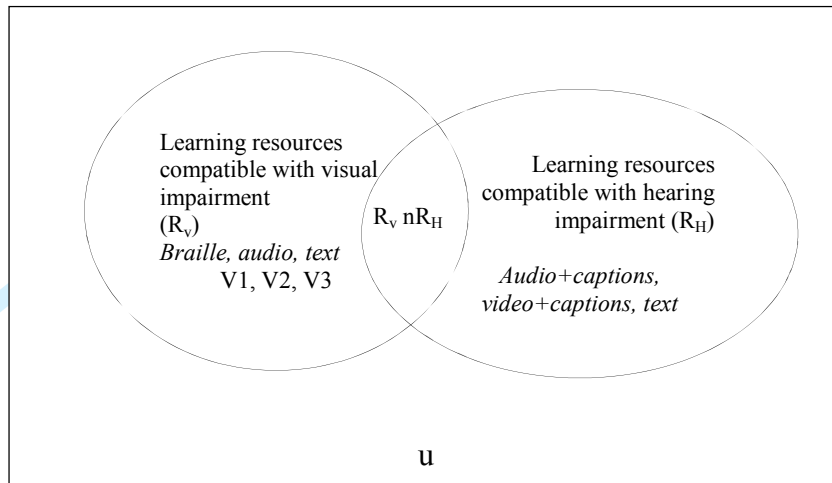 Learning resources
compatible with visual
impairment
(Rv)
Braille, audio, text
V1, V2, V3
Rv nRH
Learning resources
compatible with hearing
impairment (RH)
Audio+captions,
video+captions, text
u